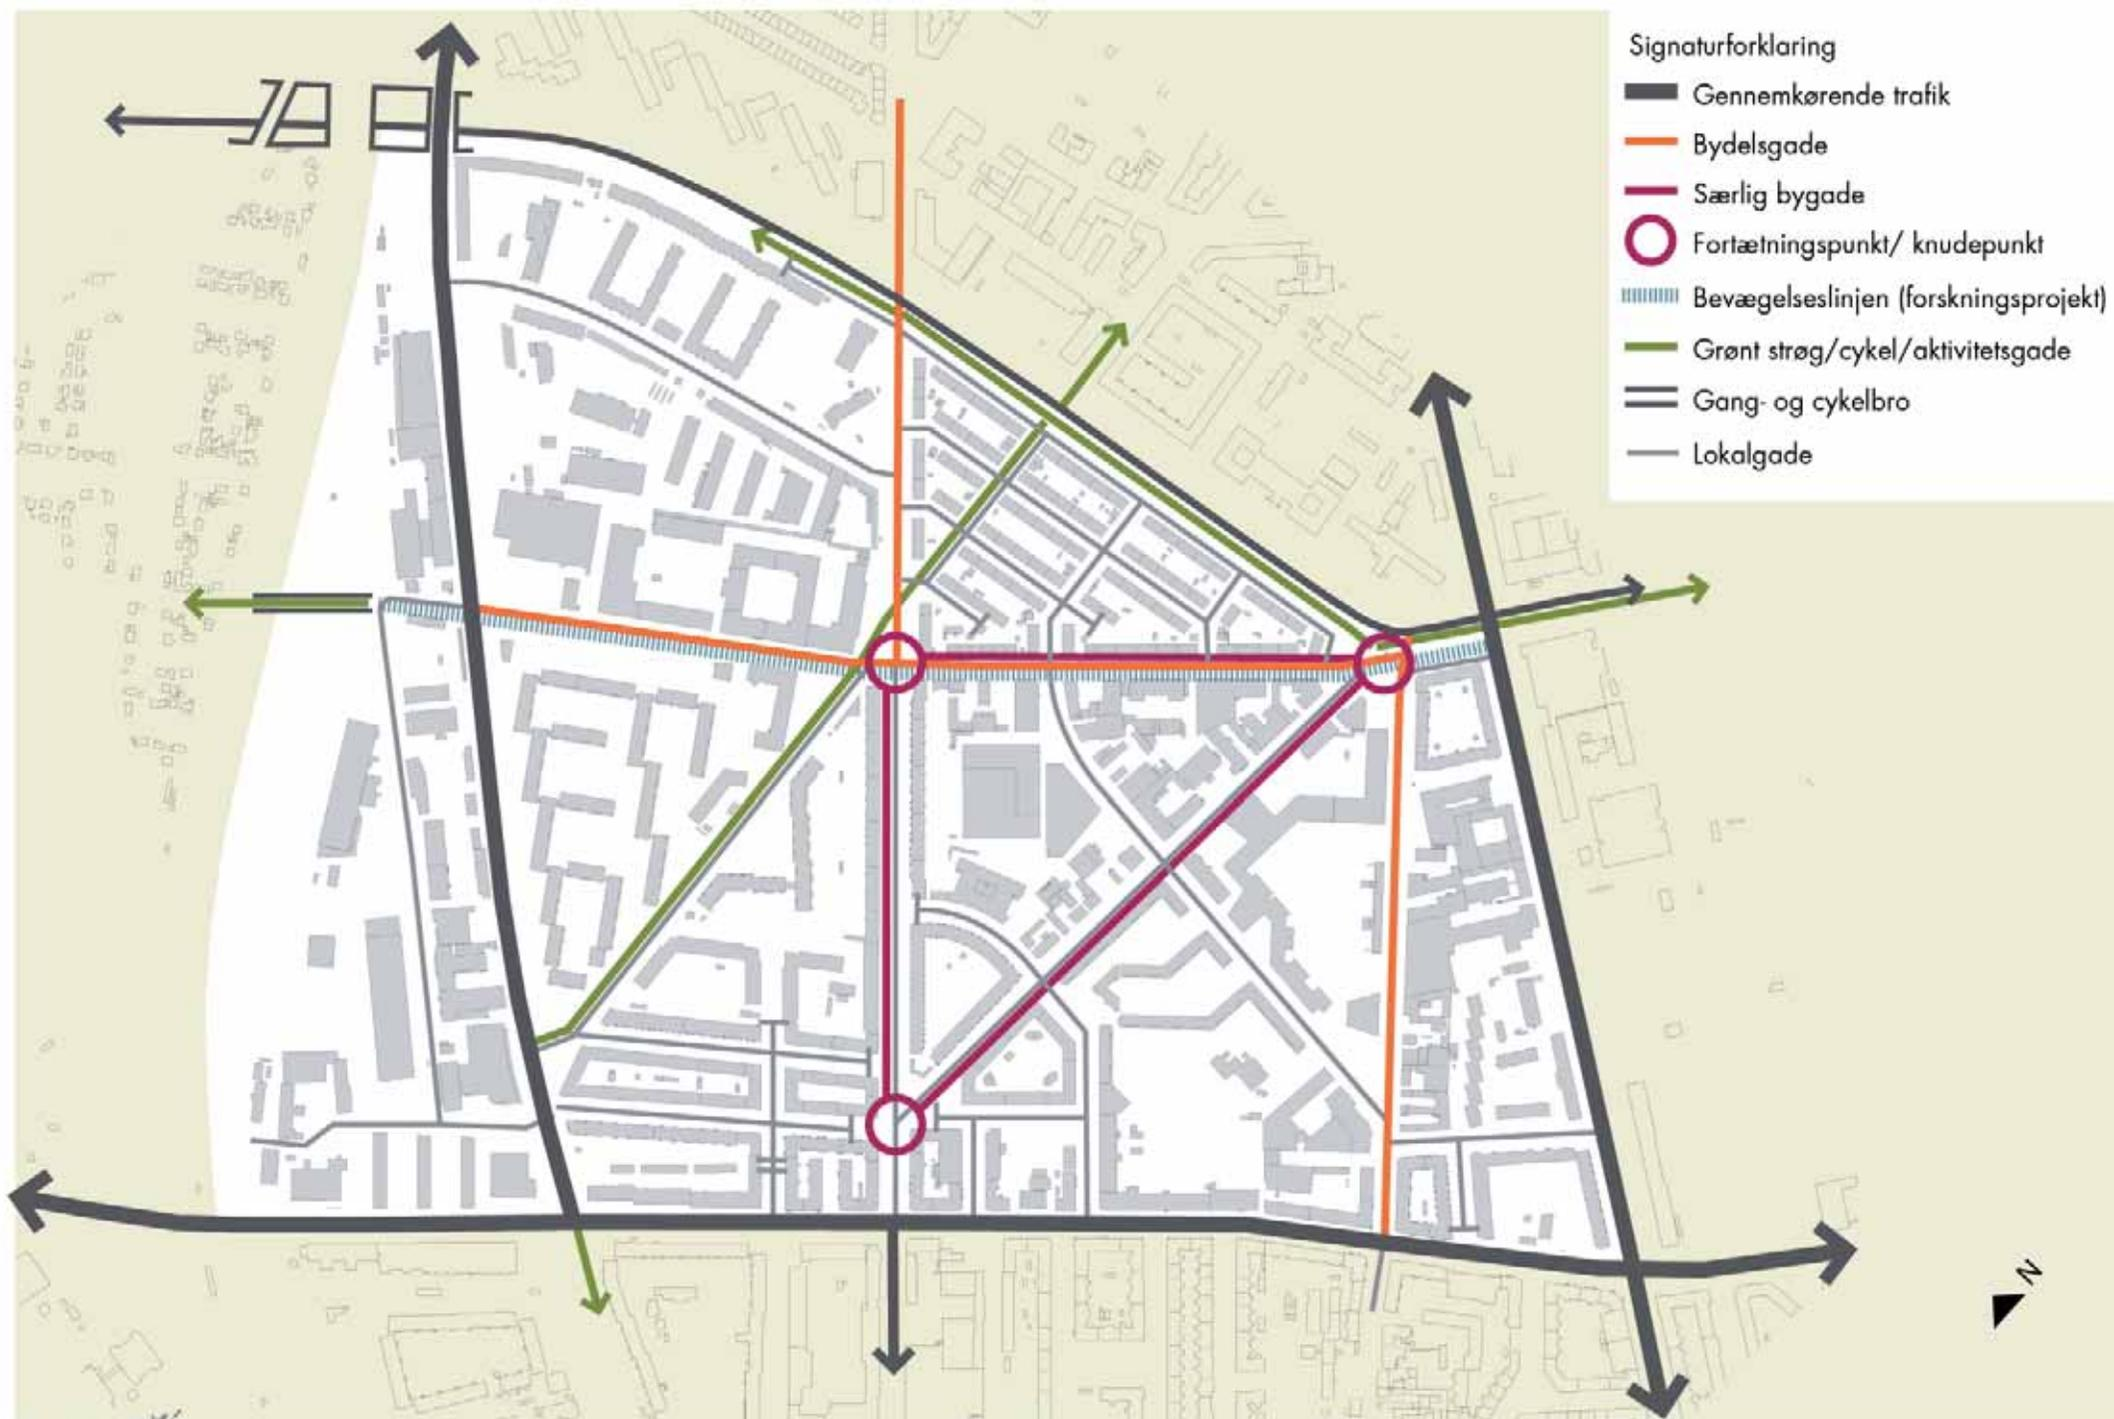 Signaturforklaring
Gennemkørende trafik
Bydelsgade
Særlig bygade
Fortætningspunkt/ knudepunkt
Bevægelseslinjen (forskningsprojekt)
Grønt strøg/cykel/aktivitetsgade
Gang- og cykelbro
Lokalgade
N